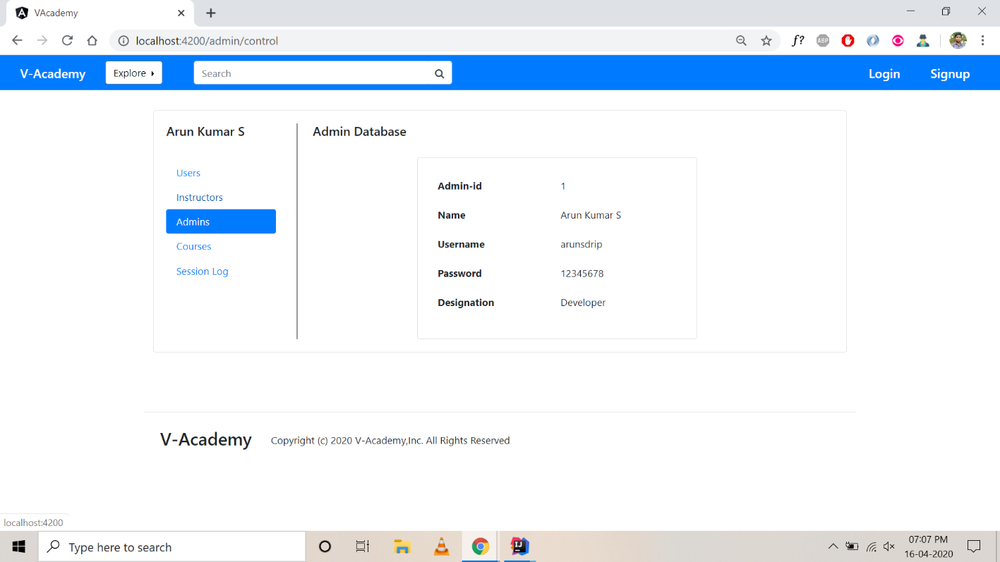 VAcademy
localhost:4200/admin/control
f?
ABP
V-Academy
Explore
Search
Login
Signup
Arun Kumar S
Users
Instructors
Admins
Courses
Session Log
Admin Database
Admin-id 1
Name Arun Kumar S
Username arunsdrip
Password 12345678
Designation Developer
V-Academy
Copyright (c) 2020 V-Academy,Inc. All Rights Reserved
localhost:4200
Type here to search
IJ
07:07 PM
16-04-2020